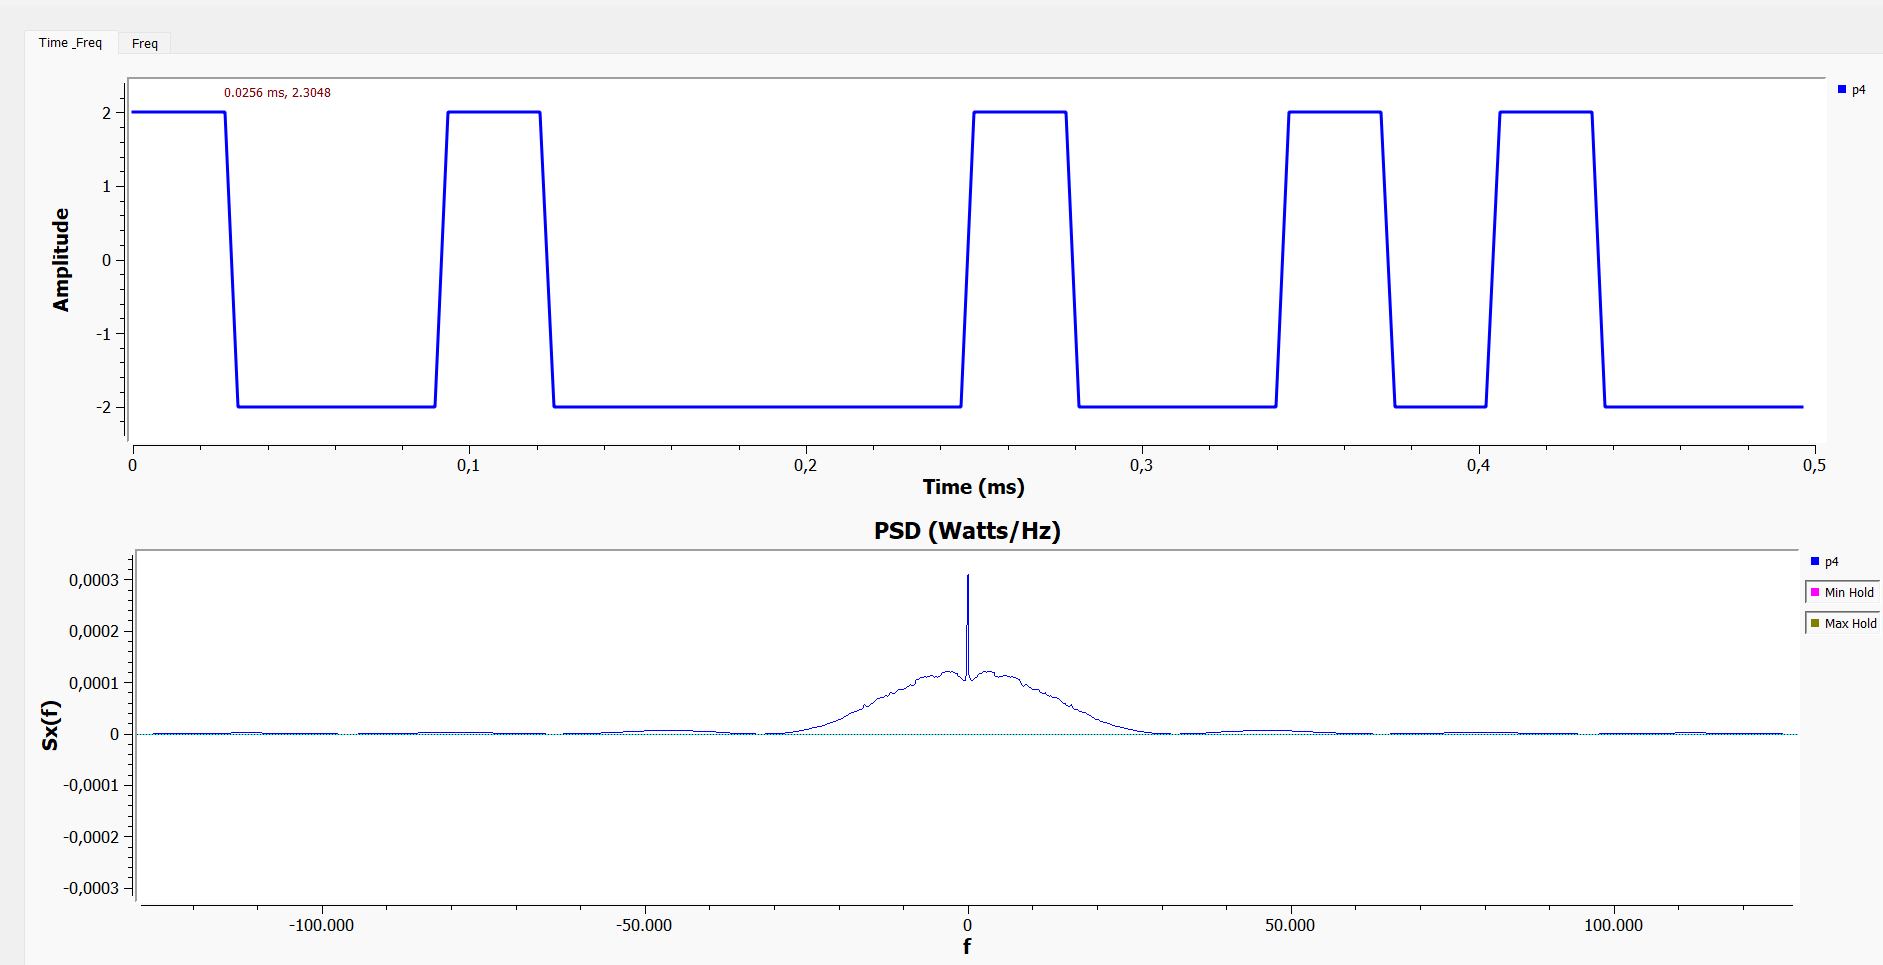 Time _Freq
Freq
0.0256 ms, 2.3048
p4
2
1
0
-1
-2
Amplitude
0
0,1
0,2
0,3
0,4
0,5
Time (ms)
PSD (Watts/Hz)
p4
Min Hold
Max Hold
0,0003
0,0002
0,0001
0
-0,0001
-0,0002
-0,0003
Sx(f)
-100.000
-50.000
0
50.000
100.000
f